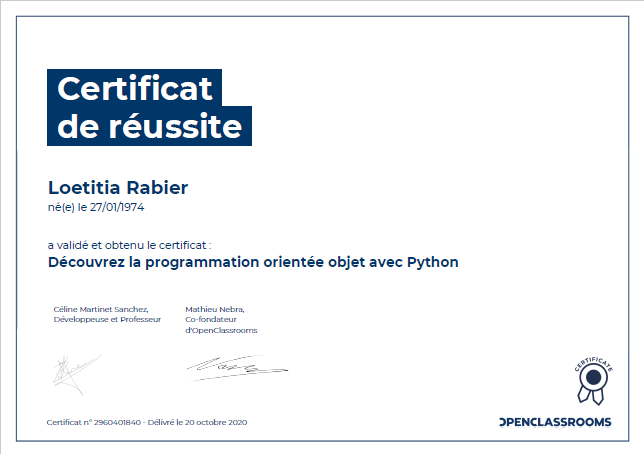 Certificat
de réussite
Loetitia Rabier
né(e) le 27/01/1974
a validé et obtenu le certificat :
Découvrez la programmation orientée objet avec Python
Céline Martinet Sanchez,
Développeuse et Professeur
Mathieu Nebra,
Co-fondateur
d'OpenClassrooms
CERTIFICATE
Certificat n° 2960401840 - Délivré le 20 octobre 2020
OPENCLASSROOMS